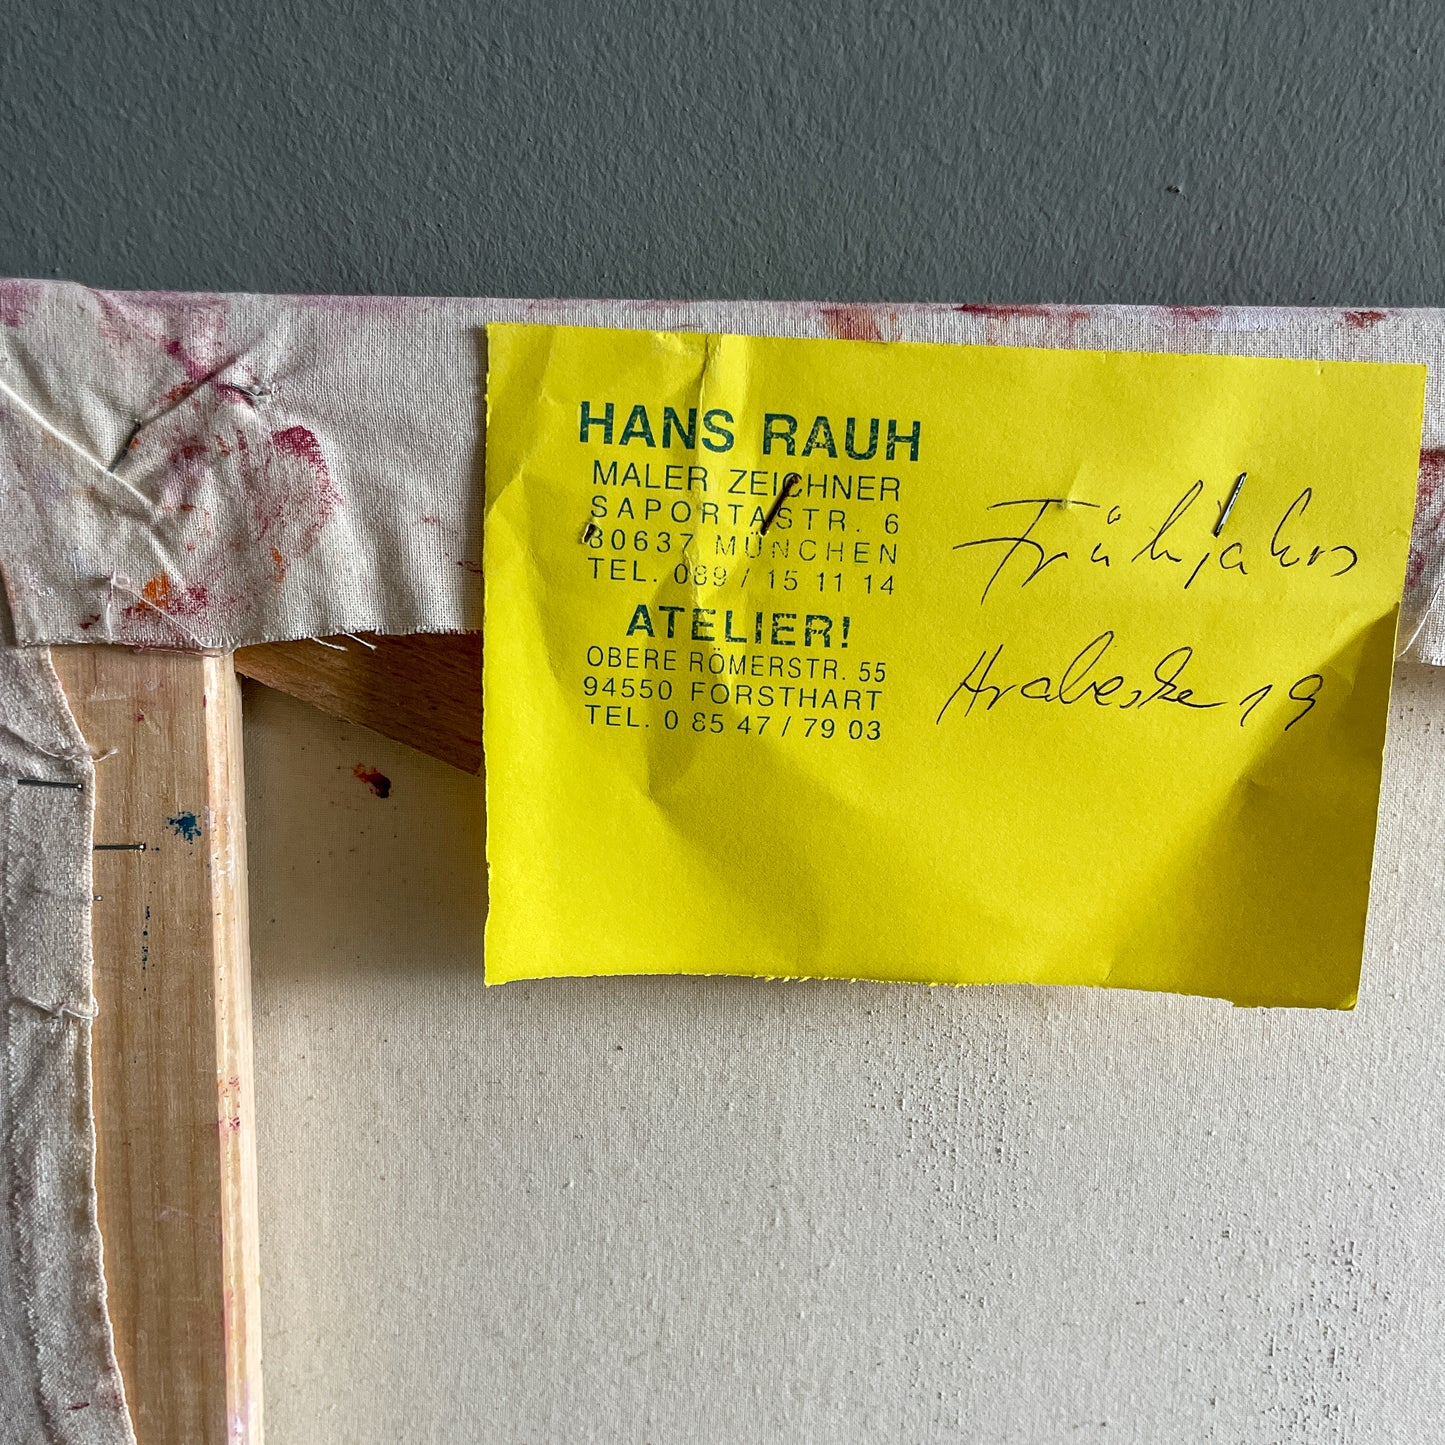 HANS RAUH
MALER ZEICHNER
SAPORTASTR. 6
80637 MÜNCHEN
TEL. 089 / 15 11 14
ATELIER!
OBERE RÖMERSTR. 55
94550 FORSTHART
TEL. 0 85 47 / 79 03
Frühjahrs
Arabeske 19